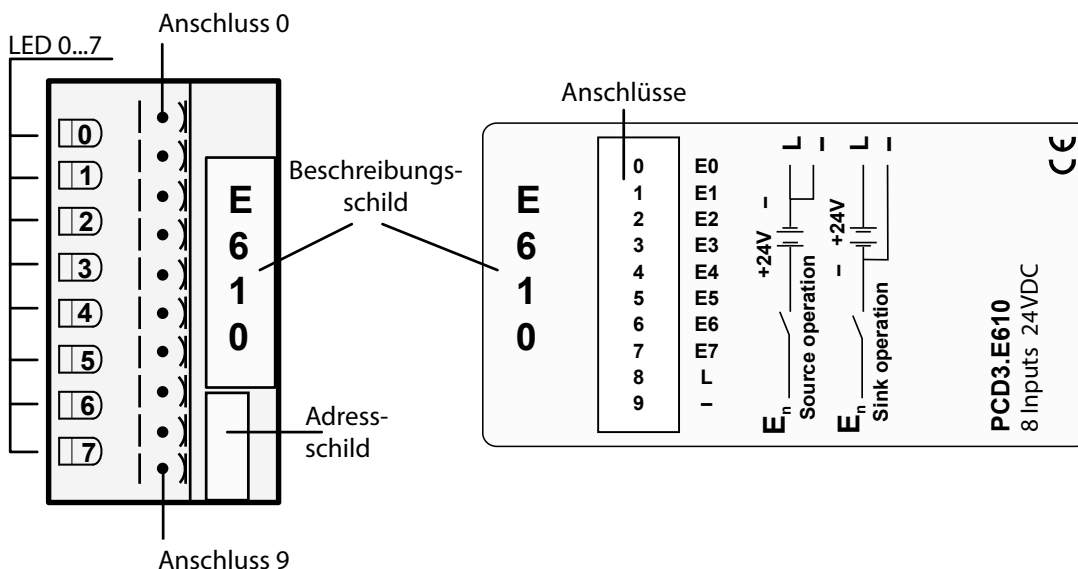 Anschluss 0
LED 0...7
0
1
2
3
4
5
6
7
E
6
1
0
Beschreibungs-
schild
Adress-
schild
Anschluss 9
Anschlüsse
E
6
1
0
0 E0
1 E1
2 E2
3 E3
4 E4
5 E5
6 E6
7 E7
8 L
9 –
L –
+24V –
En
Source operation
L –
– +24V
En
Sink operation
PCD3.E610
8 Inputs 24VDC
CE